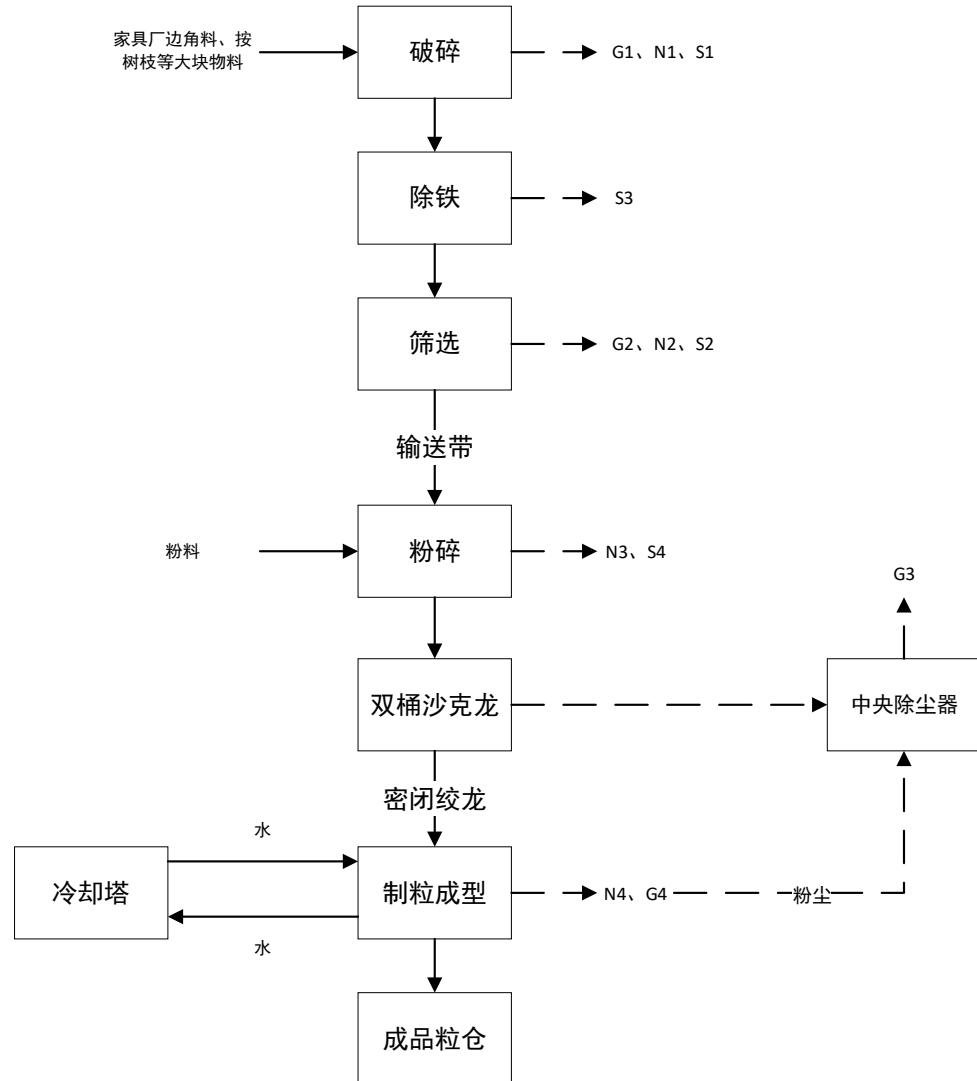 家具厂边角料、按
树枝等大块物料
破碎
G1、N1、S1
除铁
S3
筛选
G2、N2、S2
输送带
粉料
粉碎
N3、S4
G3
双桶沙克龙
中央除尘器
密闭绞龙
水
冷却塔
制粒成型
N4、G4
粉尘
水
成品粒仓